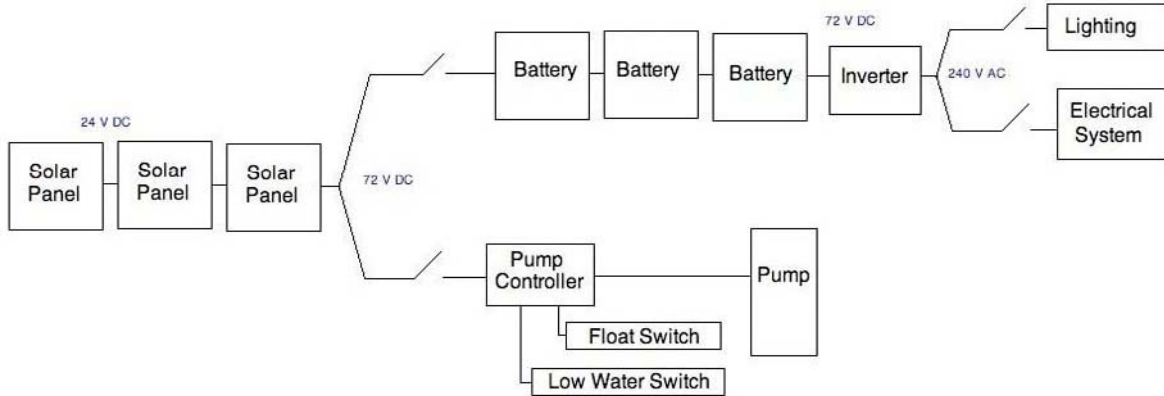 72 V DC
Lighting
Battery
Battery
Battery
Inverter
240 V AC
Electrical
System
24 V DC
Solar
Panel
Solar
Panel
Solar
Panel
72 V DC
Pump
Controller
Pump
Float Switch
Low Water Switch